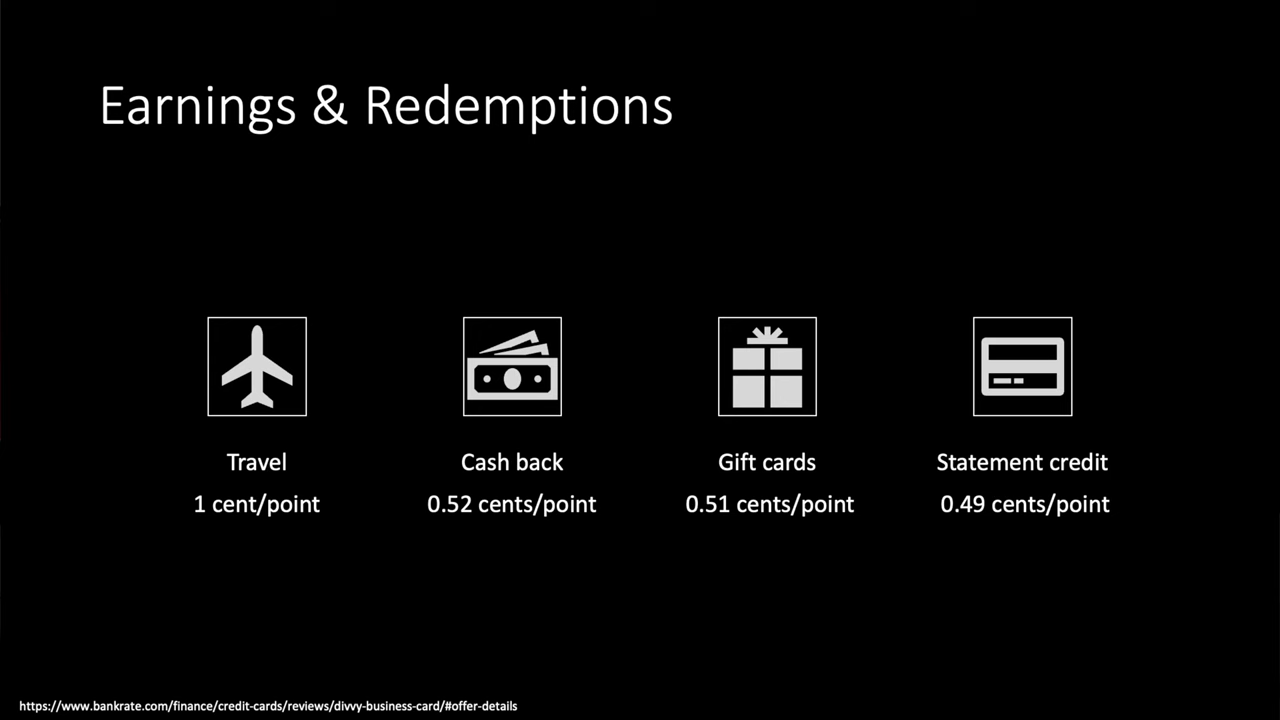 Earnings & Redemptions
Travel
1 cent/point
Cash back
0.52 cents/point
Gift cards
0.51 cents/point
Statement credit
0.49 cents/point
https://www.bankrate.com/finance/credit-cards/reviews/divvy-business-card/#offer-details